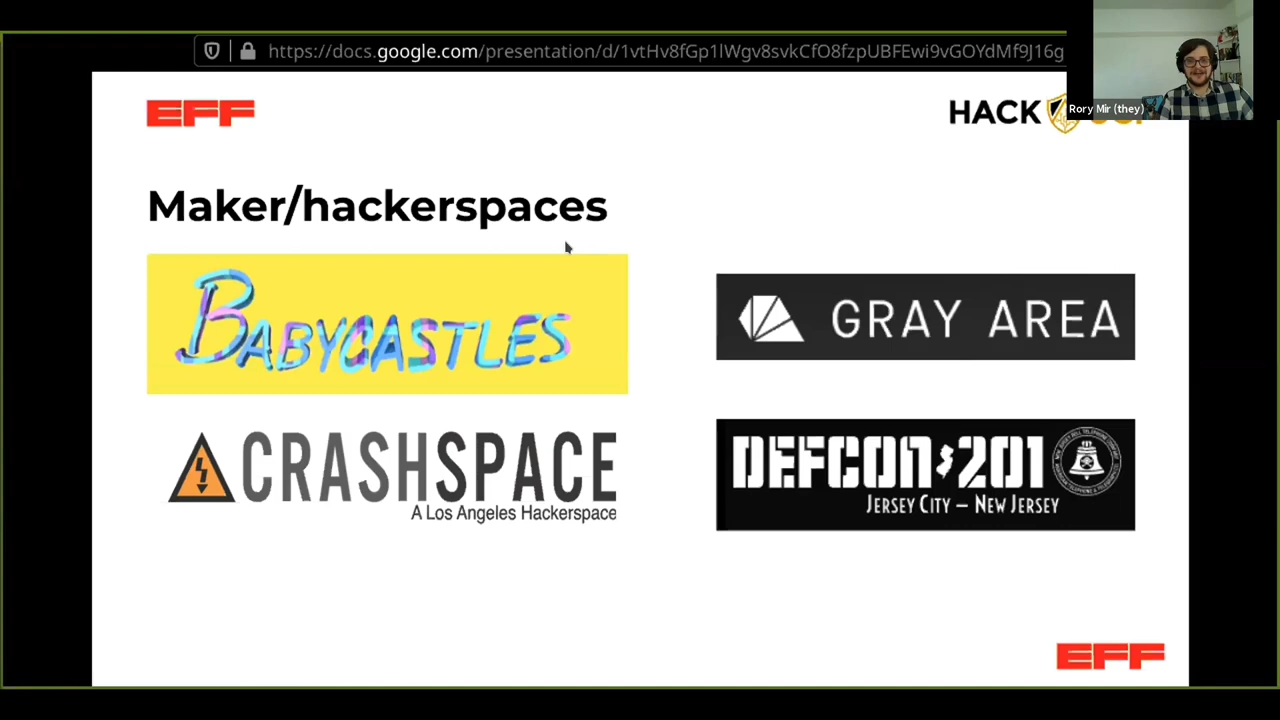 https://docs.google.com/presentation/d/1vtHv8fGp1lWgv8svkCfO8fzpUBFEwi9vGOYdMf9J16g
Rory Mir (they)
EFF
HACK
Maker/hackerspaces
BABYCASTLES
GRAY AREA
CRASHSPACE
A Los Angeles Hackerspace
DEFCON 201
JERSEY CITY – NEW JERSEY
EFF